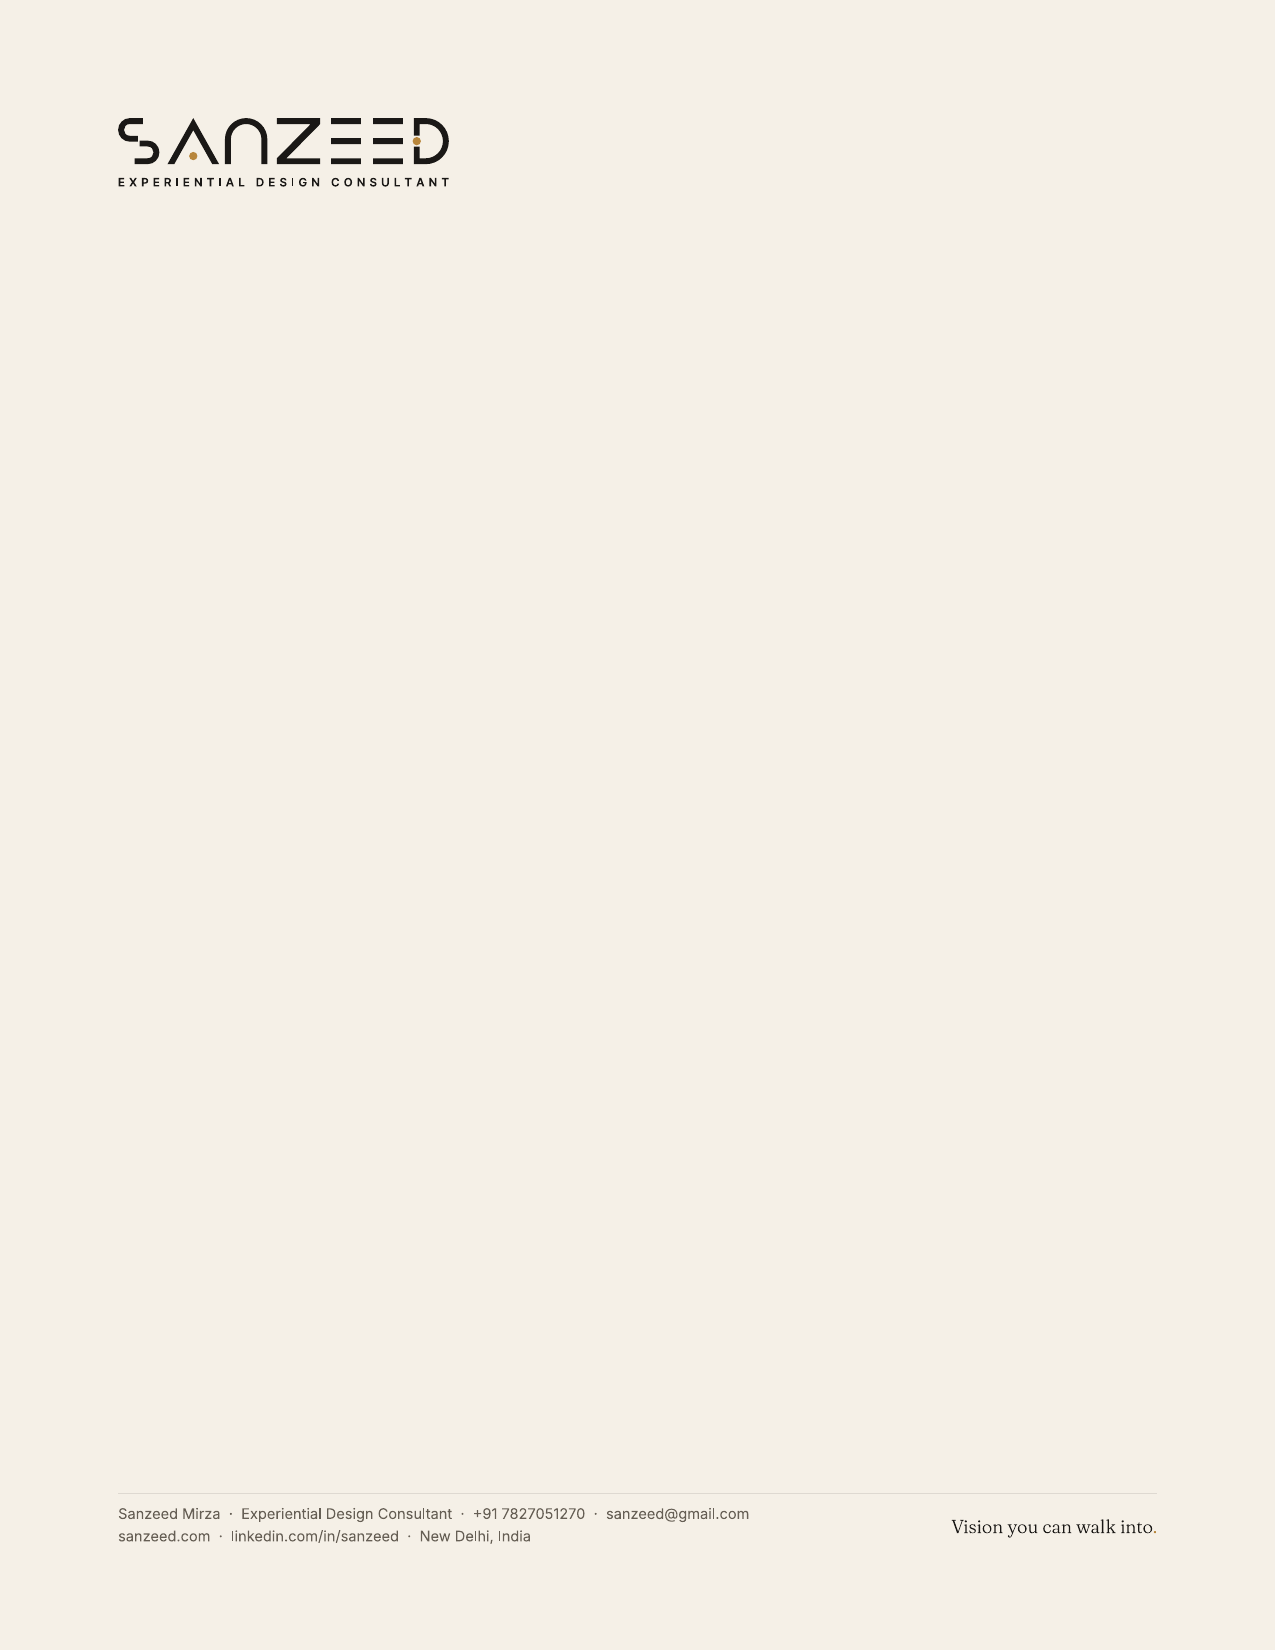 SANZEED
EXPERIENTIAL DESIGN CONSULTANT
Sanzeed Mirza · Experiential Design Consultant · +91 7827051270 · sanzeed@gmail.com
sanzeed.com · linkedin.com/in/sanzeed · New Delhi, India
Vision you can walk into.